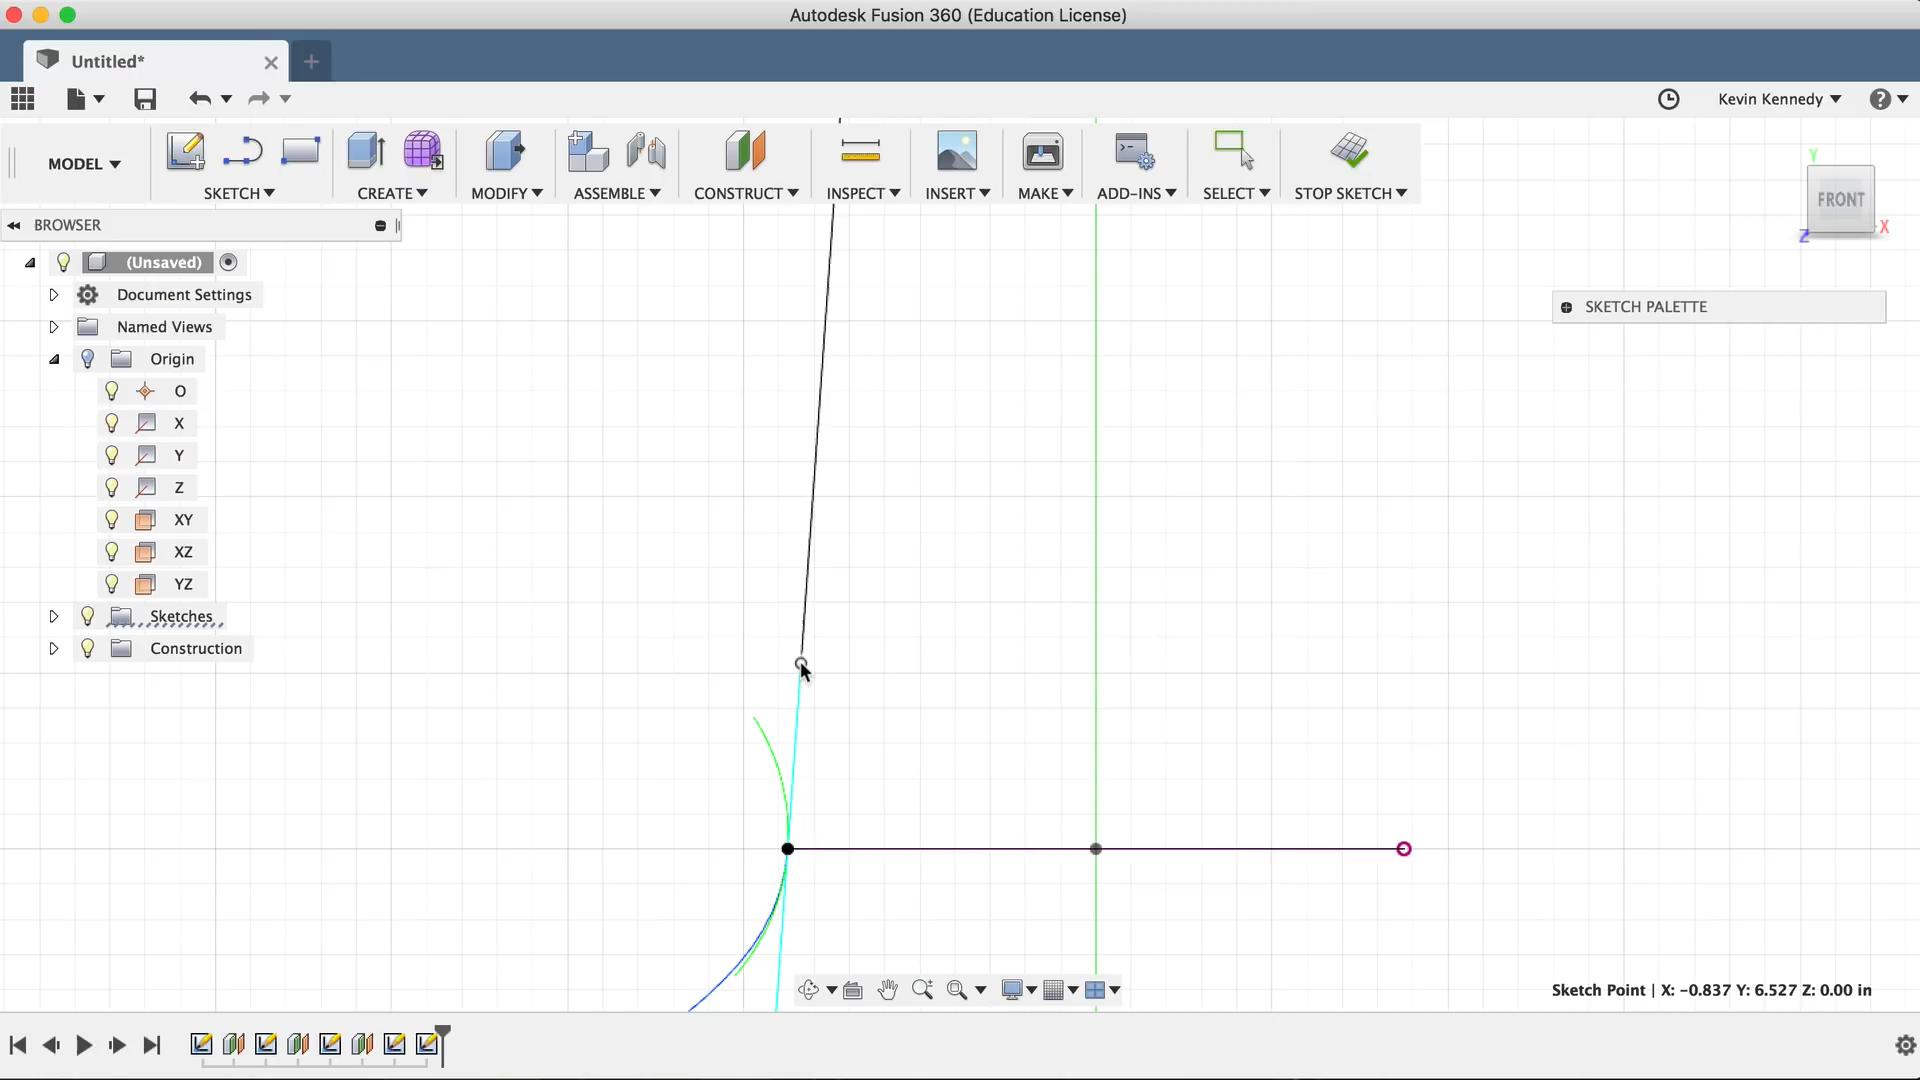 Autodesk Fusion 360 (Education License)
Untitled*
Kevin Kennedy
MODEL
SKETCH
CREATE
MODIFY
ASSEMBLE
CONSTRUCT
INSPECT
INSERT
MAKE
ADD-INS
SELECT
STOP SKETCH
Y
FRONT
X
Z
BROWSER
(Unsaved)
Document Settings
SKETCH PALETTE
Named Views
Origin
O
X
Y
Z
XY
XZ
YZ
Sketches
Construction
Sketch Point | X: -0.837 Y: 6.527 Z: 0.00 in